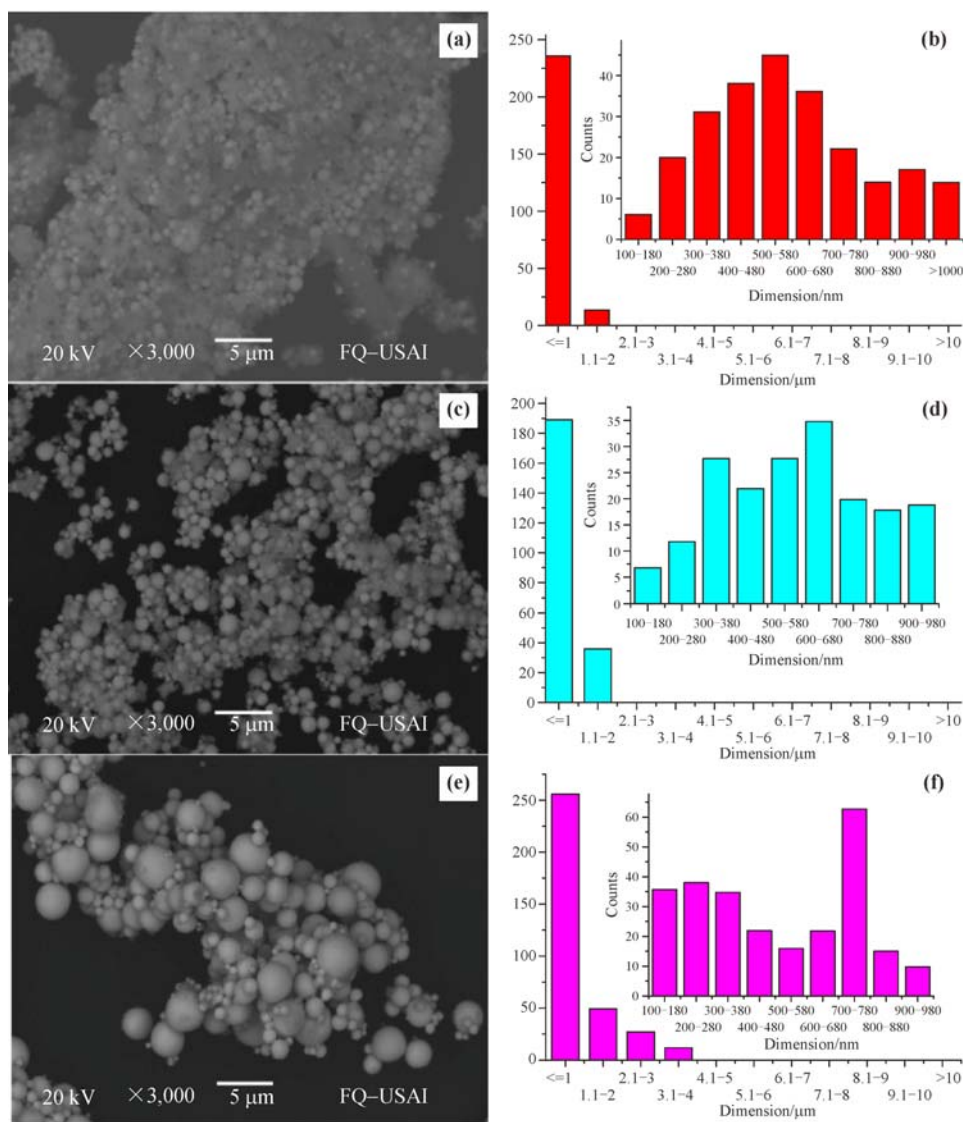 (a)
20 kV ×3,000 5 μm FQ–USAI
(b)
250
200
150
100
50
0
<=1 2.1−3 4.1−5 6.1−7 8.1−9 >10
1.1−2 3.1−4 5.1−6 7.1−8 9.1−10
Dimension/μm
Counts
40
30
20
10
0
100−180 300−380 500−580 700−780 900−980
200−280 400−480 600−680 800−880 >1000
Dimension/nm
(c)
20 kV ×3,000 5 μm FQ–USAI
(d)
200
180
160
140
120
100
80
60
40
20
0
<=1 2.1−3 4.1−5 6.1−7 8.1−9 >10
1.1−2 3.1−4 5.1−6 7.1−8 9.1−10
Dimension/μm
Counts
35
30
25
20
15
10
5
0
100−180 300−380 500−580 700−780 900−980
200−280 400−480 600−680 800−880
Dimension/nm
(e)
20 kV ×3,000 5 μm FQ–USAI
(f)
250
200
150
100
50
0
<=1 2.1−3 4.1−5 6.1−7 8.1−9 >10
1.1−2 3.1−4 5.1−6 7.1−8 9.1−10
Dimension/μm
Counts
60
50
40
30
20
10
0
100−180 300−380 500−580 700−780 900−980
200−280 400−480 600−680 800−880
Dimension/nm